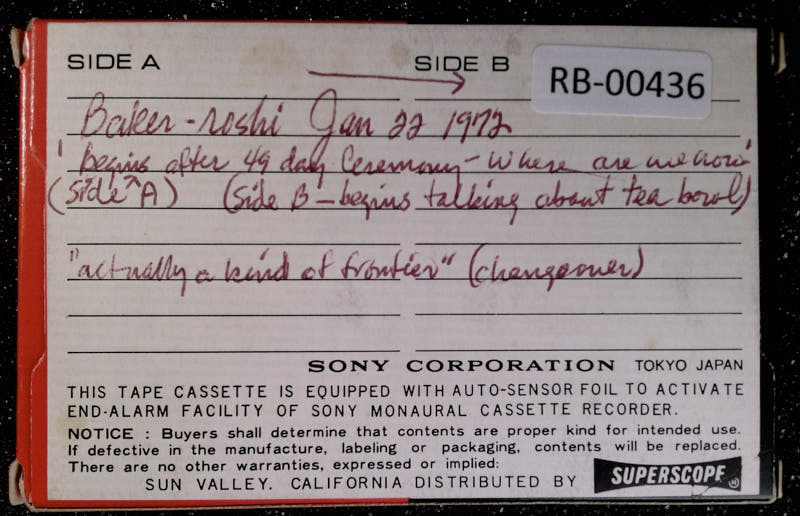 SIDE A SIDE B
RB-00436
Baker-roshi Jan 22 1972
' begins after 49 day Ceremony - Where are we now'
(Side A) (Side B - begins talking about tea bowl)
"actually a kind of frontier" (changeover)
SONY CORPORATION TOKYO JAPAN
THIS TAPE CASSETTE IS EQUIPPED WITH AUTO-SENSOR FOIL TO ACTIVATE
END-ALARM FACILITY OF SONY MONAURAL CASSETTE RECORDER.
NOTICE : Buyers shall determine that contents are proper kind for intended use.
If defective in the manufacture, labeling or packaging, contents will be replaced.
There are no other warranties, expressed or implied:
SUN VALLEY. CALIFORNIA DISTRIBUTED BY SUPERSCOPE